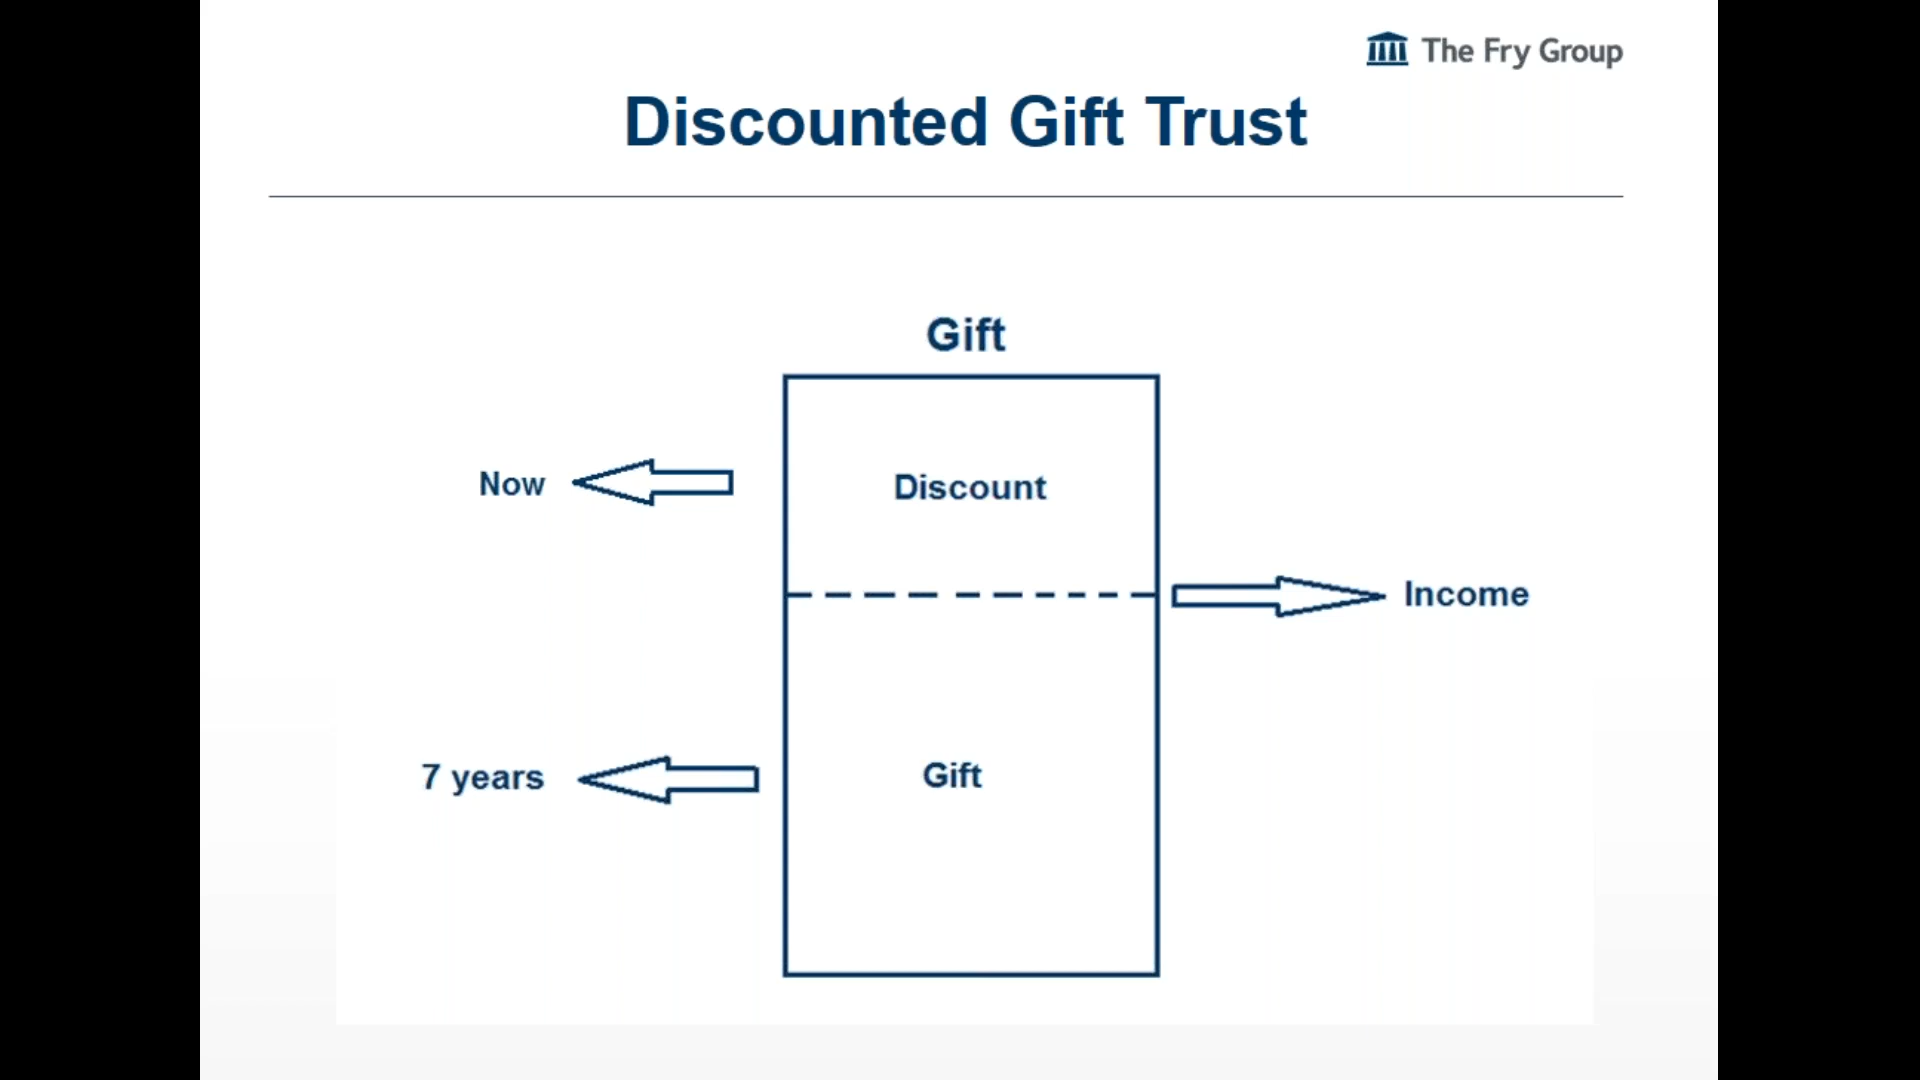 The Fry Group
Discounted Gift Trust
Gift
Now
Discount
Income
7 years
Gift